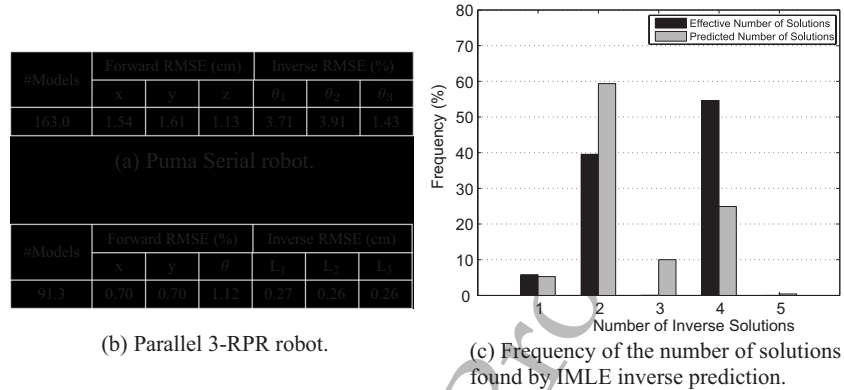 #Models
Forward RMSE (cm) Inverse RMSE (%)
x y z θ1 θ2 θ3
163.0 1.54 1.61 1.13 3.71 3.91 1.43
(a) Puma Serial robot.
#Models
Forward RMSE (%) Inverse RMSE (cm)
x y θ L1 L2 L3
91.3 0.70 0.70 1.12 0.27 0.26 0.26
(b) Parallel 3-RPR robot.
80
70
60
50
40
30
20
10
0
Frequency (%)
Effective Number of Solutions
Predicted Number of Solutions
1 2 3 4 5
Number of Inverse Solutions
(c) Frequency of the number of solutions
found by IMLE inverse prediction.